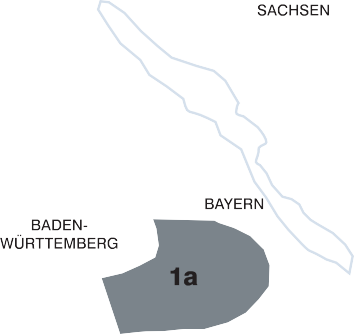 SACHSEN
BAYERN
BADEN-
WÜRTTEMBERG
1a